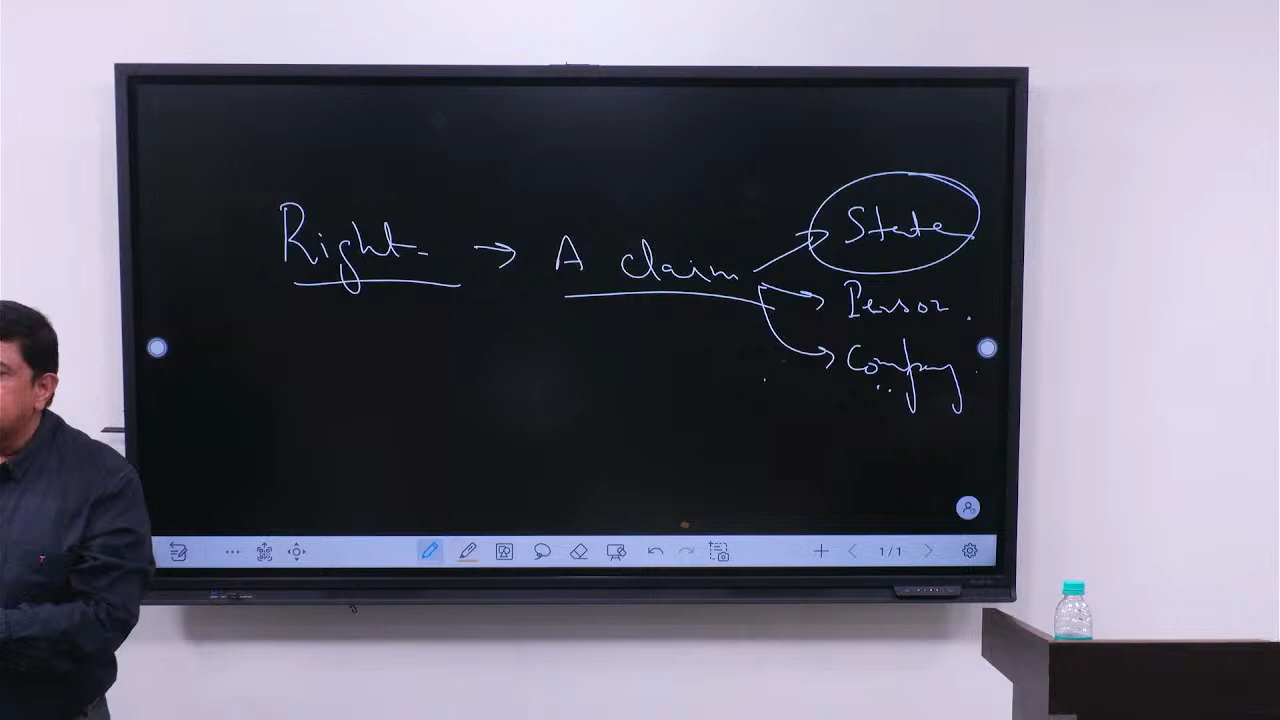 Right → A claim → State
→ Person.
→ Company
1/1